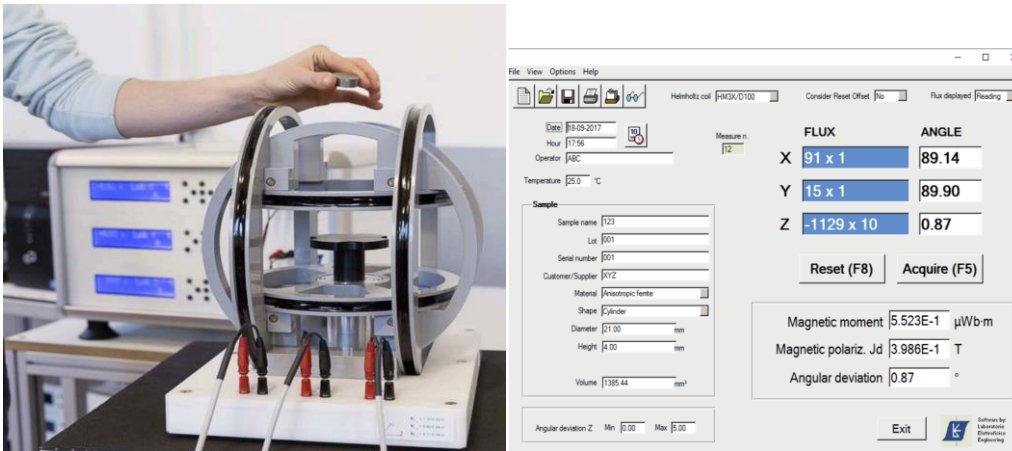 File View Options Help
Helmholtz coil HM3X/D100 Consider Reset Offset No Flux displayed Reading
Date 18-09-2017
Hour 17:56
Operator ABC
Measure n.
12
Temperature 25.0 °C
Sample
Sample name 123
Lot 001
Serial number 001
Customer/Supplier XYZ
Material Anisotropic ferrite
Shape Cylinder
Diameter 21.00 mm
Height 4.00 mm
Volume 1385.44 mm³
Angular deviation Z Min 0.00 Max 5.00
FLUX ANGLE
X 91 x 1 89.14
Y 15 x 1 89.90
Z -1129 x 10 0.87
Reset (F8) Acquire (F5)
Magnetic moment 5.523E-1 µWb·m
Magnetic polariz. Jd 3.986E-1 T
Angular deviation 0.87 °
Exit
Software by:
Laboratorio
Elettrofisico
Engineering